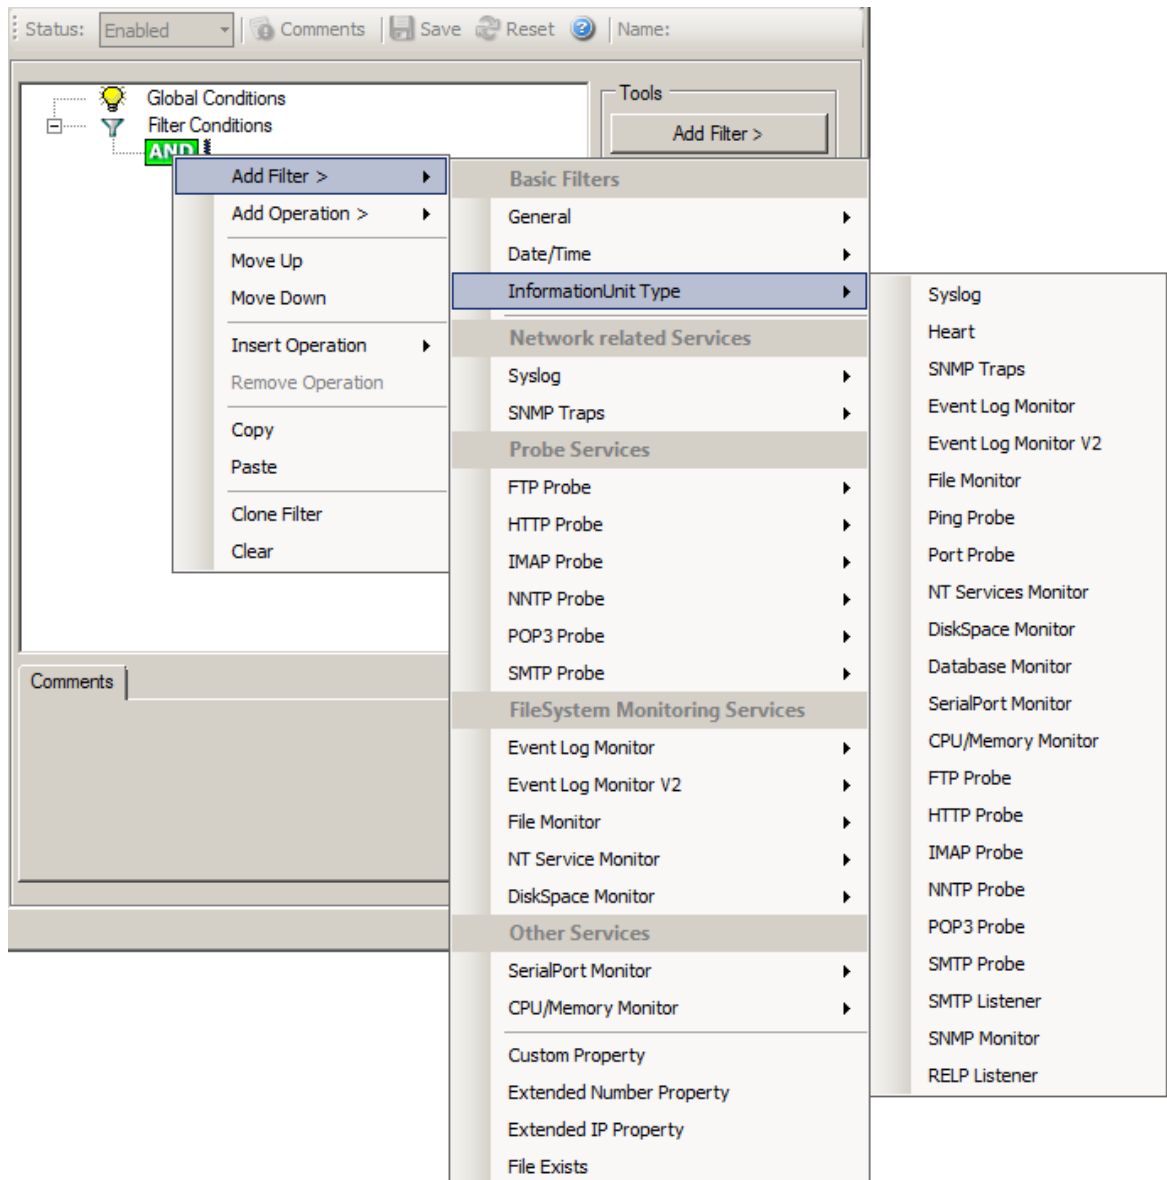 Status: Enabled Comments Save Reset Name:
Global Conditions
Filter Conditions
AND
Tools
Add Filter >
Add Filter >
Add Operation >
Move Up
Move Down
Insert Operation
Remove Operation
Copy
Paste
Clone Filter
Clear
Basic Filters
General
Date/Time
InformationUnit Type
Network related Services
Syslog
SNMP Traps
Probe Services
FTP Probe
HTTP Probe
IMAP Probe
NNTP Probe
POP3 Probe
SMTP Probe
FileSystem Monitoring Services
Event Log Monitor
Event Log Monitor V2
File Monitor
NT Service Monitor
DiskSpace Monitor
Other Services
SerialPort Monitor
CPU/Memory Monitor
Custom Property
Extended Number Property
Extended IP Property
File Exists
Syslog
Heart
SNMP Traps
Event Log Monitor
Event Log Monitor V2
File Monitor
Ping Probe
Port Probe
NT Services Monitor
DiskSpace Monitor
Database Monitor
SerialPort Monitor
CPU/Memory Monitor
FTP Probe
HTTP Probe
IMAP Probe
NNTP Probe
POP3 Probe
SMTP Probe
SMTP Listener
SNMP Monitor
RELP Listener
Comments